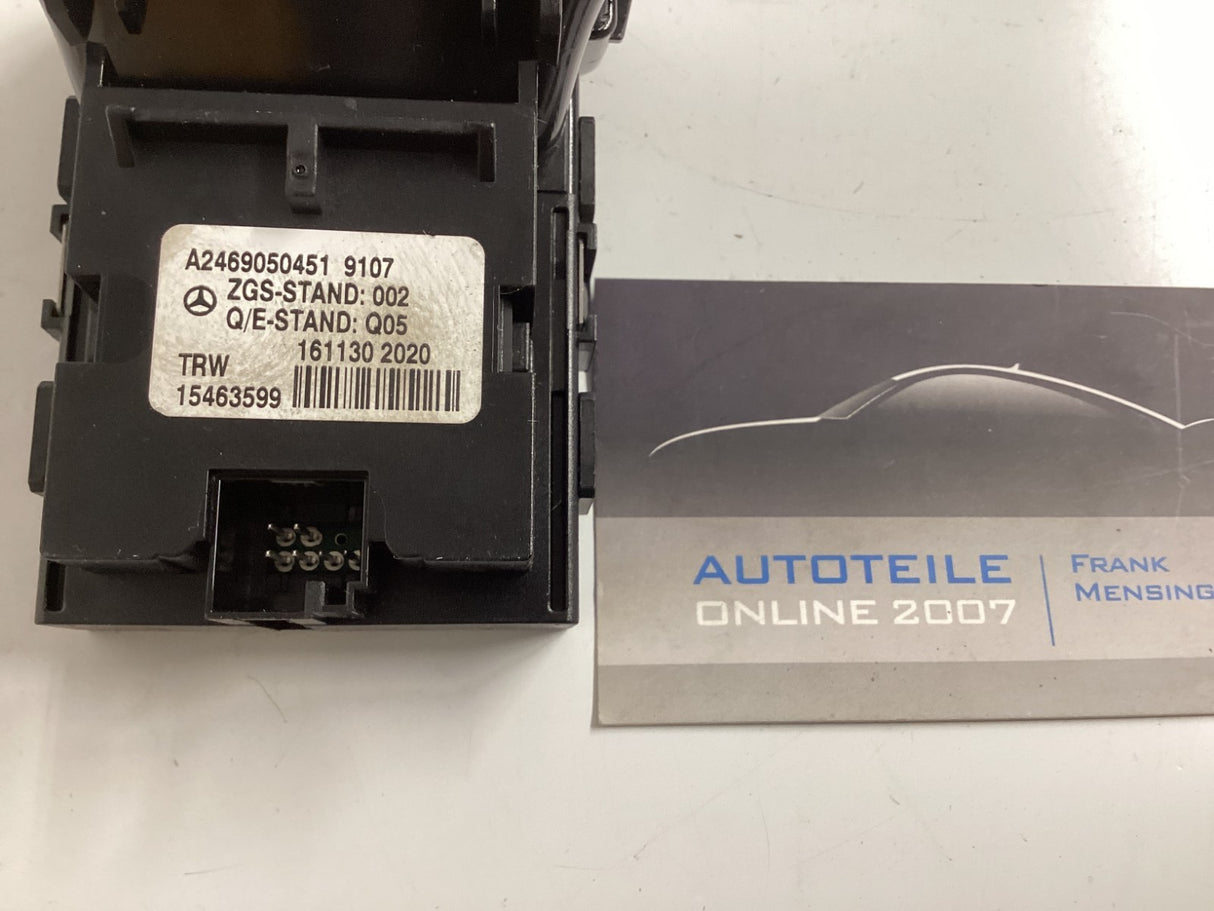 A2469050451 9107
ZGS-STAND: 002
Q/E-STAND: Q05
161130 2020
TRW
15463599
AUTOTEILE
ONLINE 2007
FRANK
MENSING